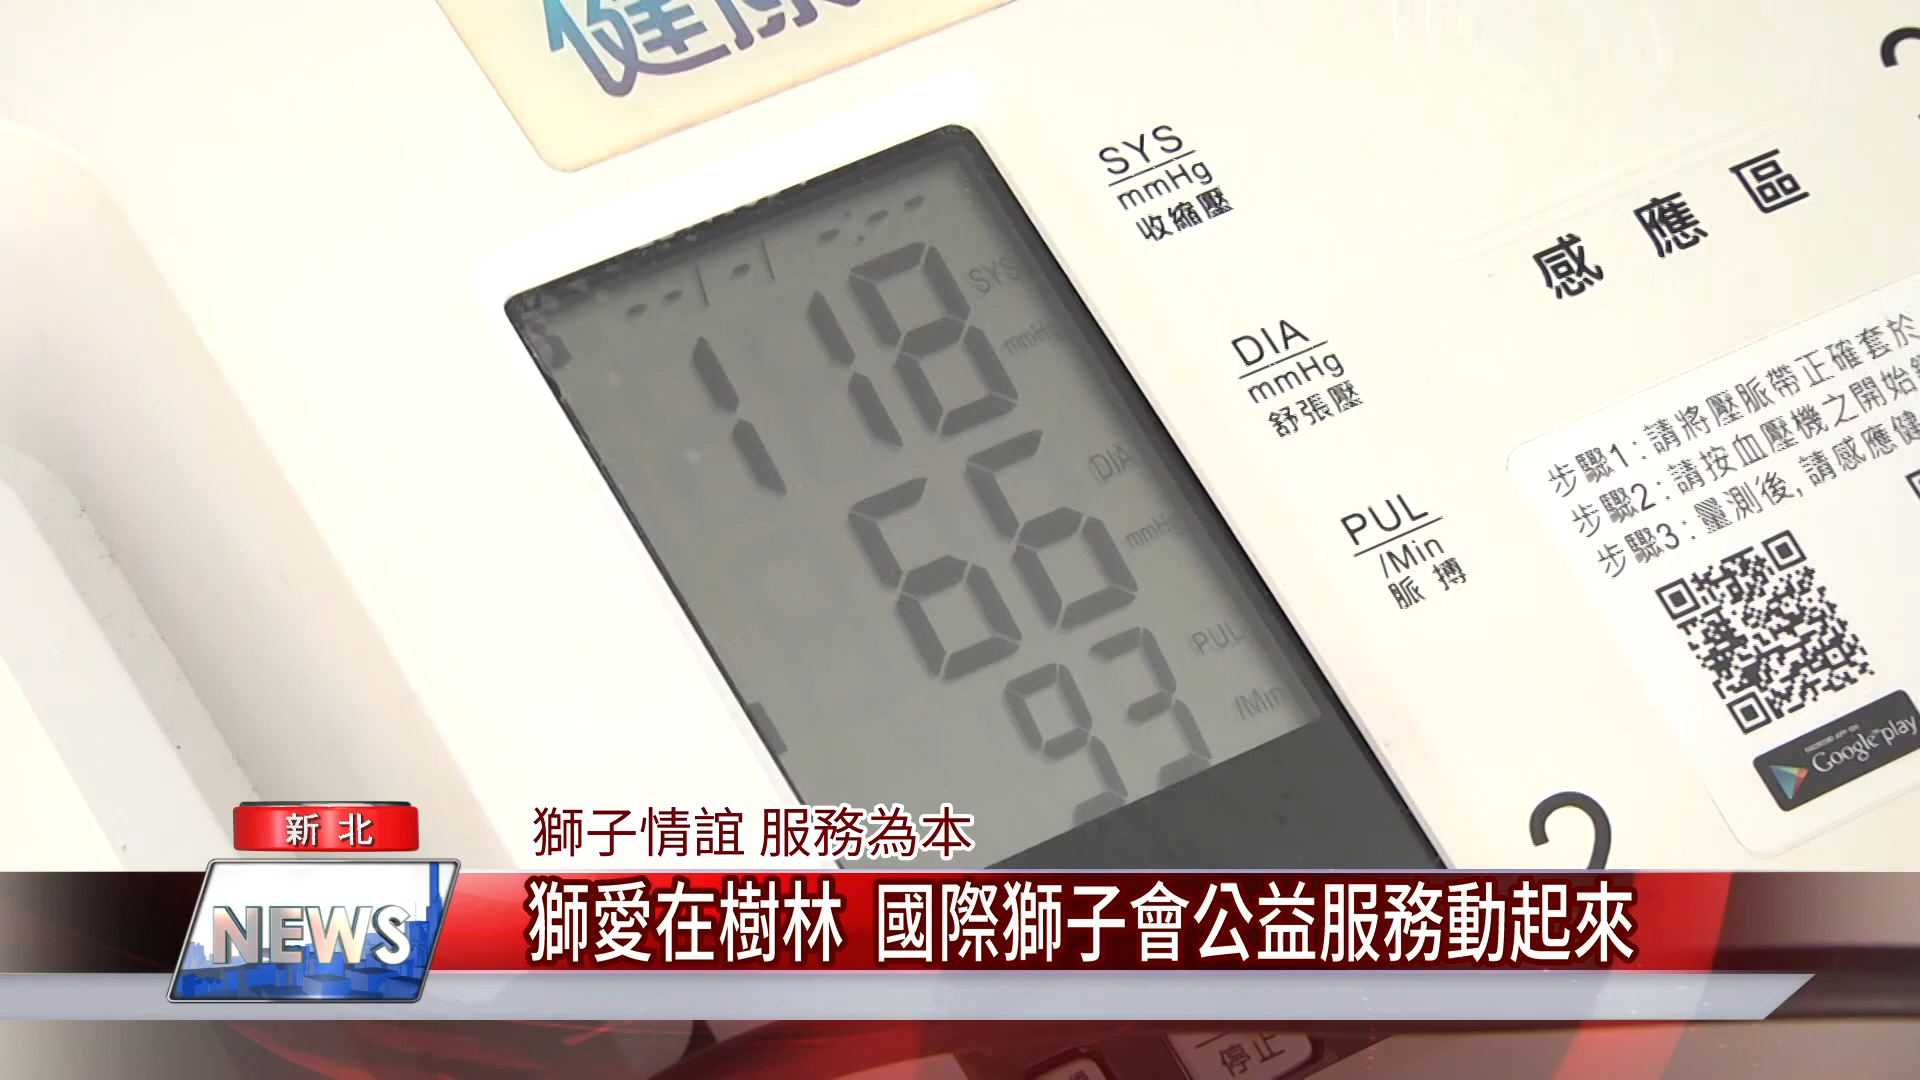 健康
SYS
mmHg
收縮壓
感應區
118
SYS
mmHg
DIA
mmHg
舒張壓
66
DIA
mmHg
PUL
/Min
脈搏
93
PUL
/Min
步驟1:請將壓脈帶正確套於
步驟2:請按血壓機之開始
步驟3:量測後,請感應健
Google play
2
新北
NEWS
獅子情誼 服務為本
獅愛在樹林 國際獅子會公益服務動起來
停止